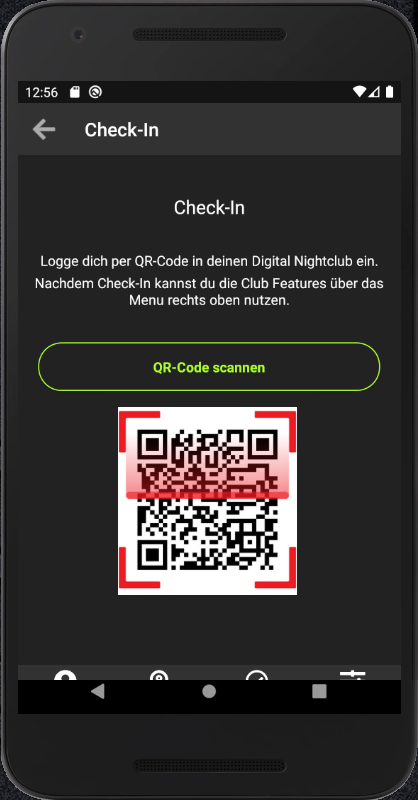 12:56
Check-In
Check-In
Logge dich per QR-Code in deinen Digital Nightclub ein.
Nachdem Check-In kannst du die Club Features über das
Menu rechts oben nutzen.
QR-Code scannen